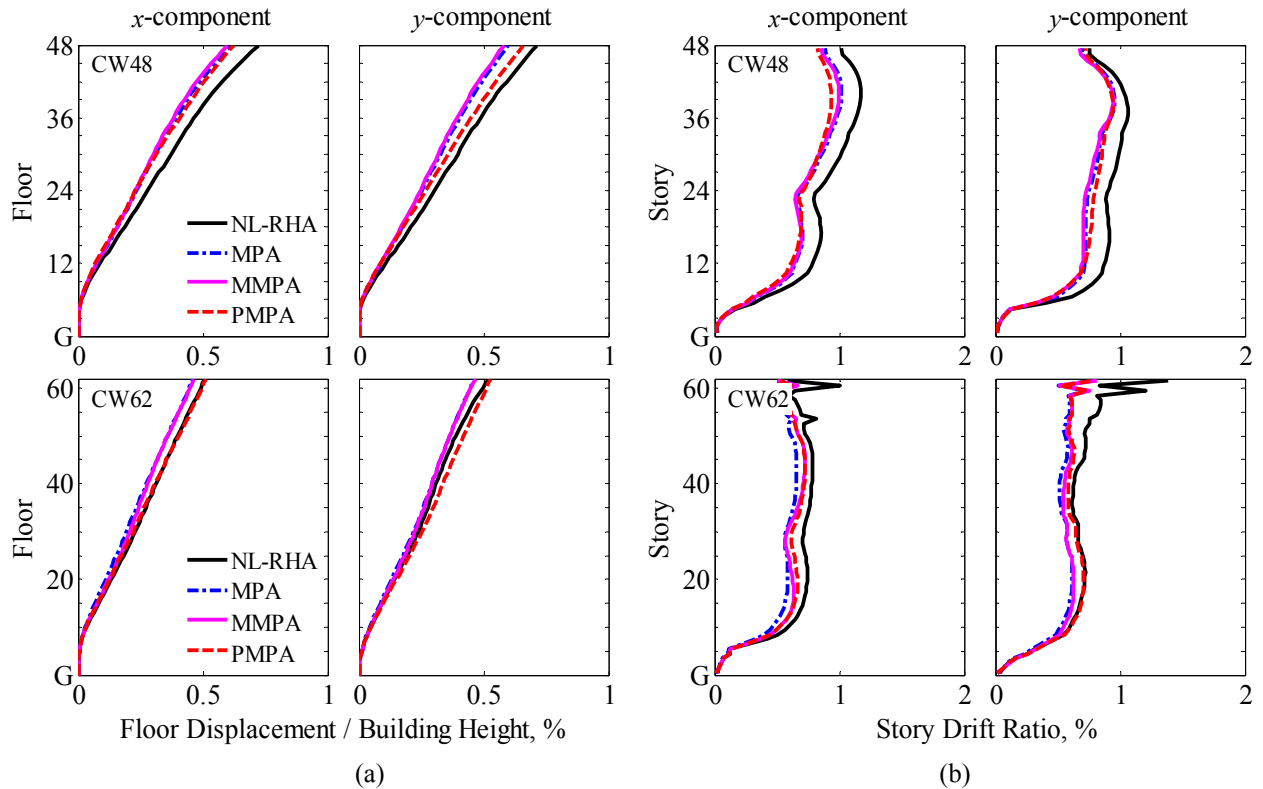 x-component
y-component
x-component
y-component
48
36
24
12
G
Floor
CW48
NL-RHA
MPA
MMPA
PMPA
0
0.5
1
0
0.5
1
48
36
24
12
G
Story
CW48
0
1
2
0
1
2
60
40
20
G
Floor
CW62
NL-RHA
MPA
MMPA
PMPA
0
0.5
1
0
0.5
1
60
40
20
G
Story
CW62
0
1
2
0
1
2
Floor Displacement / Building Height, %
Story Drift Ratio, %
(a)
(b)